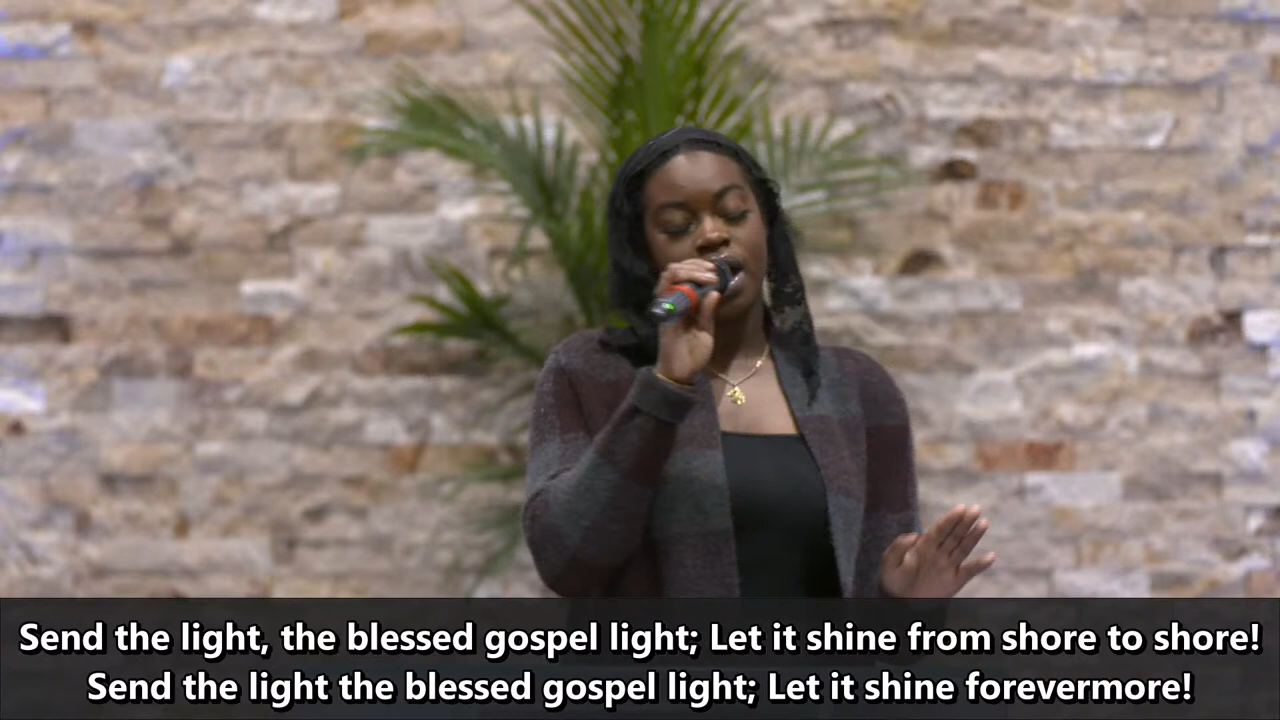 Send the light, the blessed gospel light; Let it shine from shore to shore!
Send the light the blessed gospel light; Let it shine forevermore!